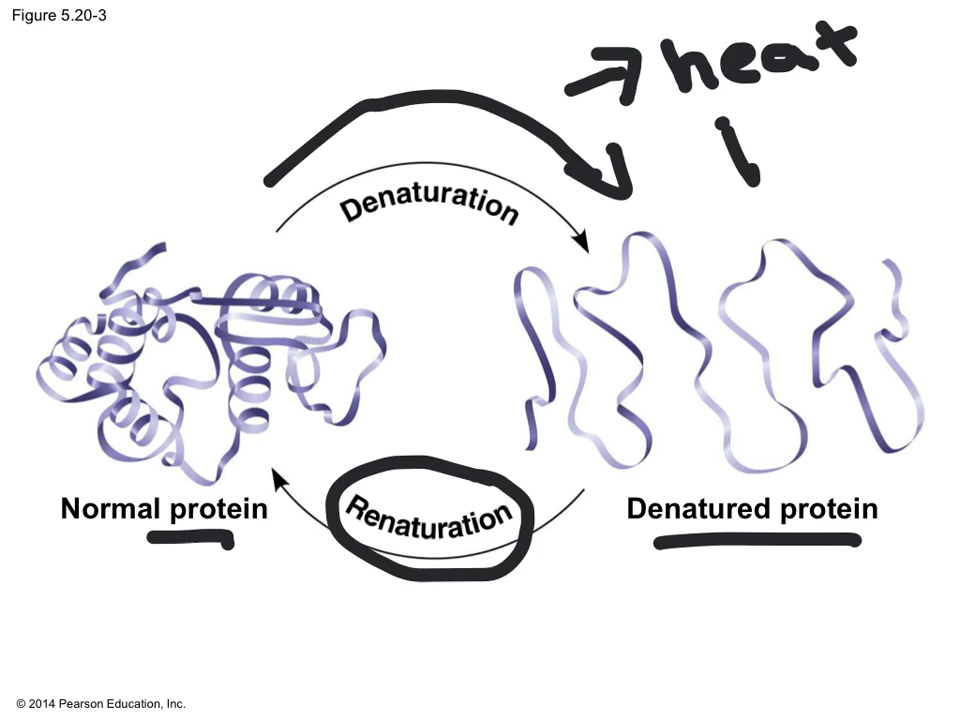 Figure 5.20-3
heat
Denaturation
Renaturation
Normal protein
Denatured protein
© 2014 Pearson Education, Inc.